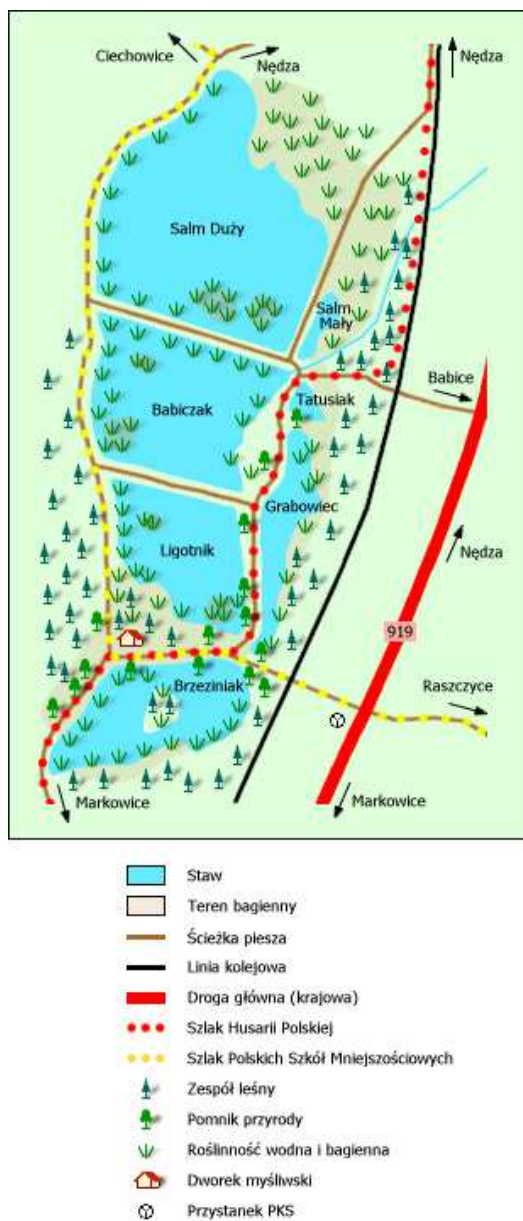 Ciechowice
Nędza
Nędza
Salm Duży
Salm
Mały
Babice
Babiczak
Tatusiak
Grabowiec
Ligotnik
Nędza
919
Brzeziniak
Raszczyce
Markowice
Markowice
Staw
Teren bagienny
Ścieżka piesza
Linia kolejowa
Droga główna (krajowa)
Szlak Husarii Polskiej
Szlak Polskich Szkół Mniejszościowych
Zespół leśny
Pomnik przyrody
Roślinność wodna i bagienna
Dworek myśliwski
Przystanek PKS